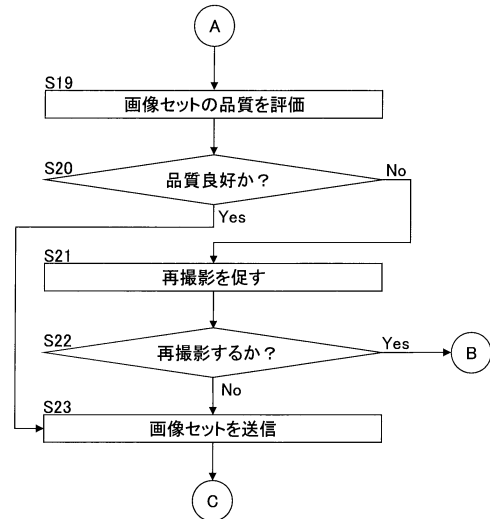 A
S19
画像セットの品質を評価
S20
品質良好か？
No
Yes
S21
再撮影を促す
S22
再撮影するか？
Yes
B
No
S23
画像セットを送信
C